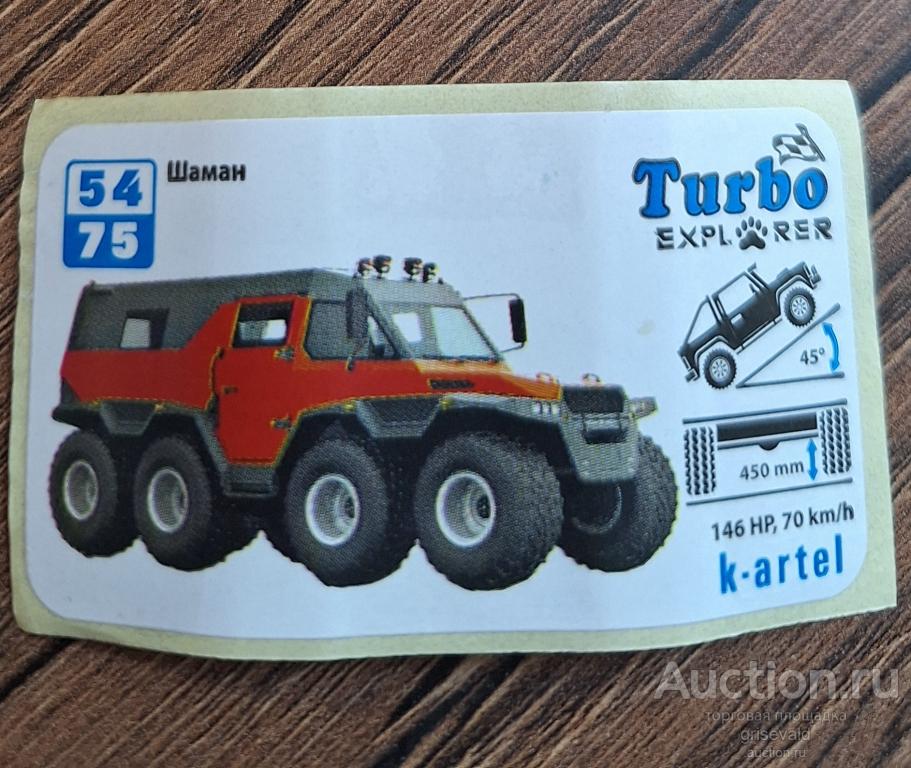 54
75
Шаман
Turbo
EXPLORER
45°
450 mm
146 HP, 70 km/h
k-artel
Auction.ru
торговая площадка
grisevaid
auction.ru